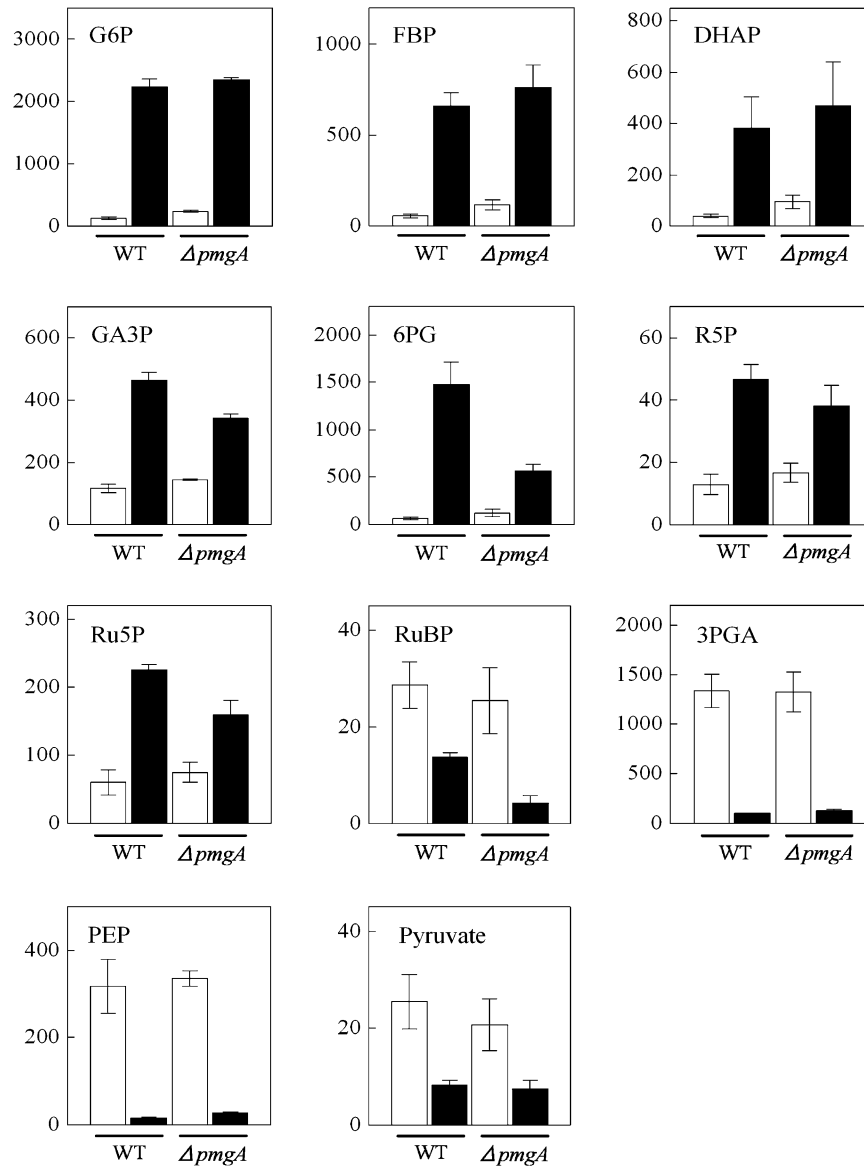 G6P
3000
2000
1000
0
WT
ΔpmgA
FBP
1000
500
0
WT
ΔpmgA
DHAP
800
600
400
200
0
WT
ΔpmgA
GA3P
600
400
200
0
WT
ΔpmgA
6PG
2000
1500
1000
500
0
WT
ΔpmgA
R5P
60
40
20
0
WT
ΔpmgA
Ru5P
300
200
100
0
WT
ΔpmgA
RuBP
40
20
0
WT
ΔpmgA
3PGA
2000
1500
1000
500
0
WT
ΔpmgA
PEP
400
200
0
WT
ΔpmgA
Pyruvate
40
20
0
WT
ΔpmgA